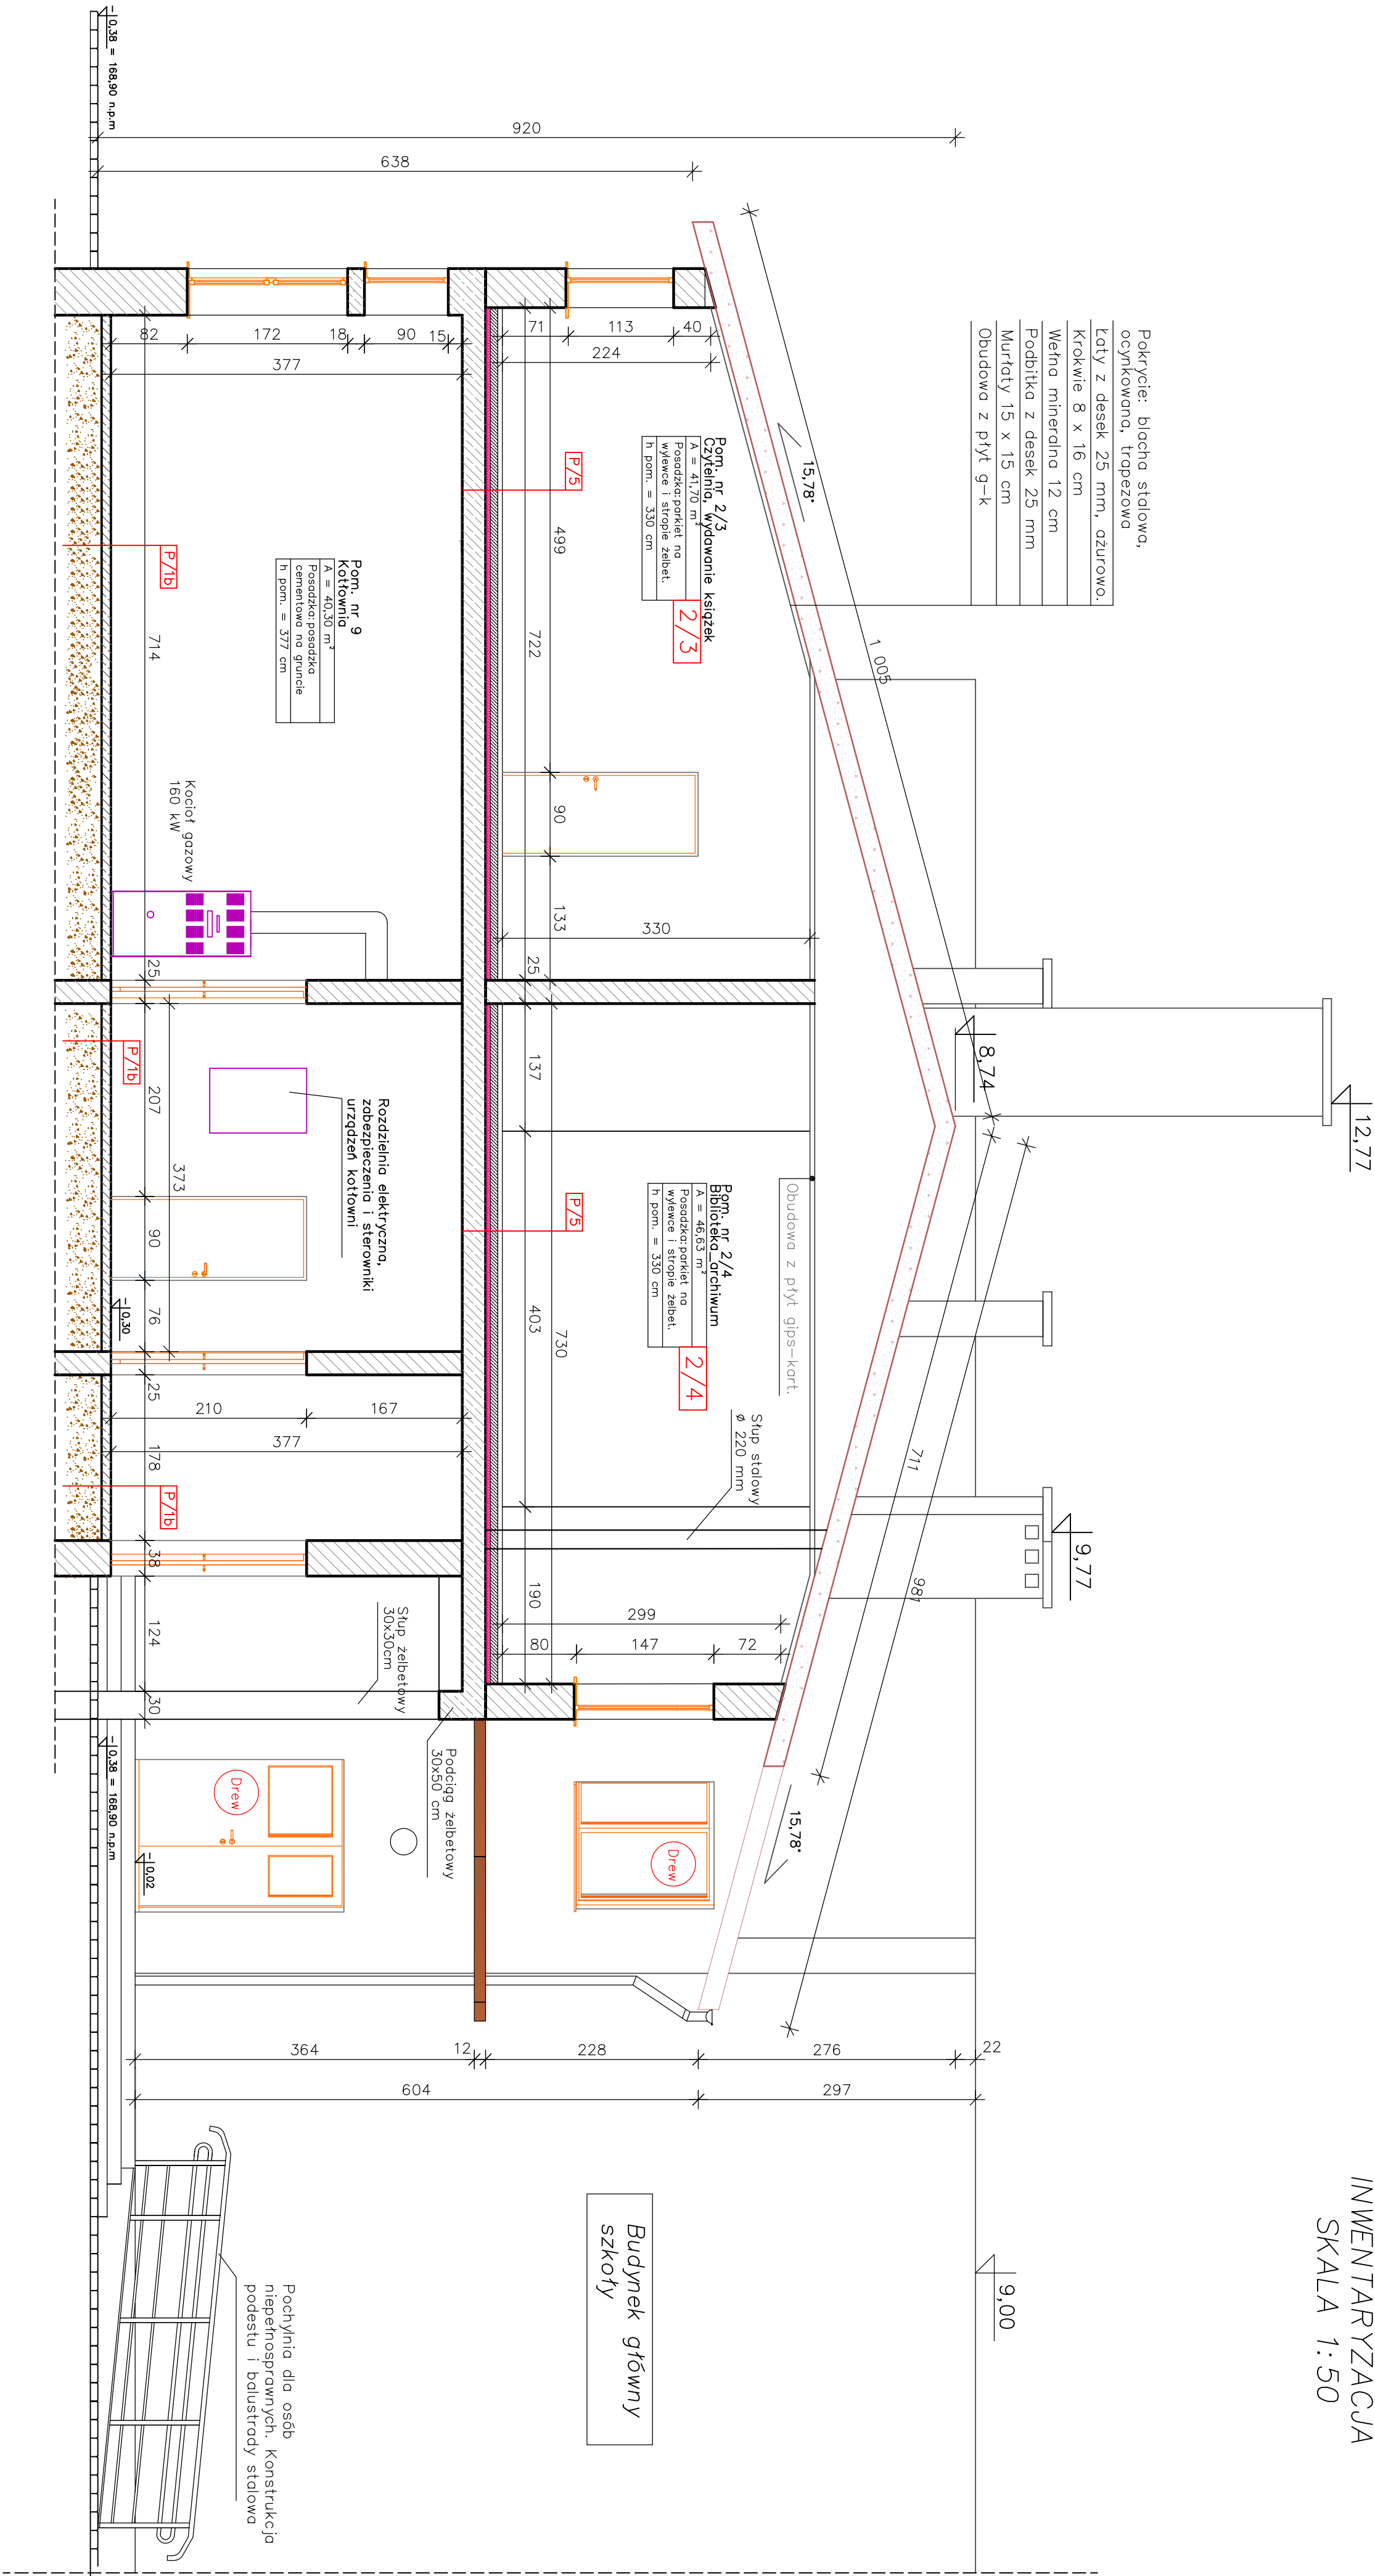 INWENTARYZACJA
SKALA 1:50
12,77
9,77
9,00
8,74
Pokrycie: blacha stalowa,
ocynkowana, trapezowa
Łaty z desek 25 mm, ażurowo.
Krokwie 8 x 16 cm
Wełna mineralna 12 cm
Podbitka z desek 25 mm
Murłaty 15 x 15 cm
Obudowa z płyt g-k
920
638
1 005
15,78°
711
981
15,78°
22
276
297
228
12
364
604
Budynek główny
szkoły
Pom. nr 2/3
Czytelnia, wydawanie książek
A = 41,70 m²
Posadzka:parkiet na
wylewce i stropie żelbet.
h pom. = 330 cm
2/3
P/5
40
113
71
224
499
722
90
133
330
25
Obudowa z płyt gips-kart.
Pom. nr 2/4
Biblioteka_archiwum
A = 46,63 m²
Posadzka:parkiet na
wylewce i stropie żelbet.
h pom. = 330 cm
2/4
P/5
137
403
730
190
Słup stalowy
ø 220 mm
299
72
147
80
Drew
Pom. nr 9
Kotłownia
A = 40,30 m²
Posadzka:posadzka
cementowa na gruncie
h pom. = 377 cm
P/1b
15
90
18
172
82
377
714
Kocioł gazowy
160 kW
25
Rozdzielnia elektryczna,
zabezpieczenia i sterowniki
urządzeń kotłowni
P/1b
207
373
90
76
-0,30
25
167
210
377
178
P/1b
38
124
30
Słup żelbetowy
30x30cm
Podciąg żelbetowy
30x50 cm
Drew
-0,02
-0,38 = 168,90 n.p.m
-0,38 = 168,90 n.p.m
Pochylnia dla osób
niepełnosprawnych. Konstrukcja
podestu i balustrady stalowa